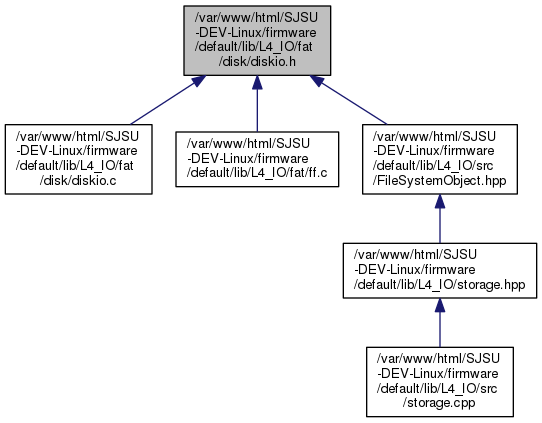 /var/www/html/SJSU
-DEV-Linux/firmware
/default/lib/L4_IO/fat
/disk/diskio.h
/var/www/html/SJSU
-DEV-Linux/firmware
/default/lib/L4_IO/fat
/disk/diskio.c
/var/www/html/SJSU
-DEV-Linux/firmware
/default/lib/L4_IO/fat/ff.c
/var/www/html/SJSU
-DEV-Linux/firmware
/default/lib/L4_IO/src
/FileSystemObject.hpp
/var/www/html/SJSU
-DEV-Linux/firmware
/default/lib/L4_IO/storage.hpp
/var/www/html/SJSU
-DEV-Linux/firmware
/default/lib/L4_IO/src
/storage.cpp